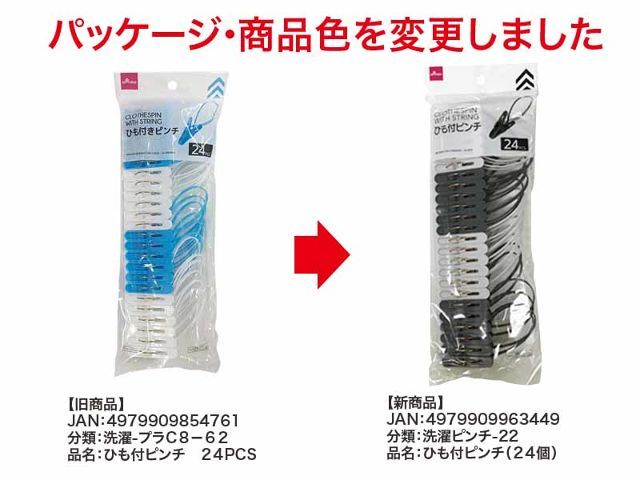 パッケージ・商品色を変更しました
CLOTHESPIN
WITH STRING
ひも付きピンチ
24PCS
CLOTHESPIN
WITH STRING
ひも付ピンチ
24PCS
【旧商品】
JAN:4979909854761
分類:洗濯-プラC8-62
品名:ひも付ピンチ 24PCS
【新商品】
JAN:4979909963449
分類:洗濯ピンチ-22
品名:ひも付ピンチ(24個)